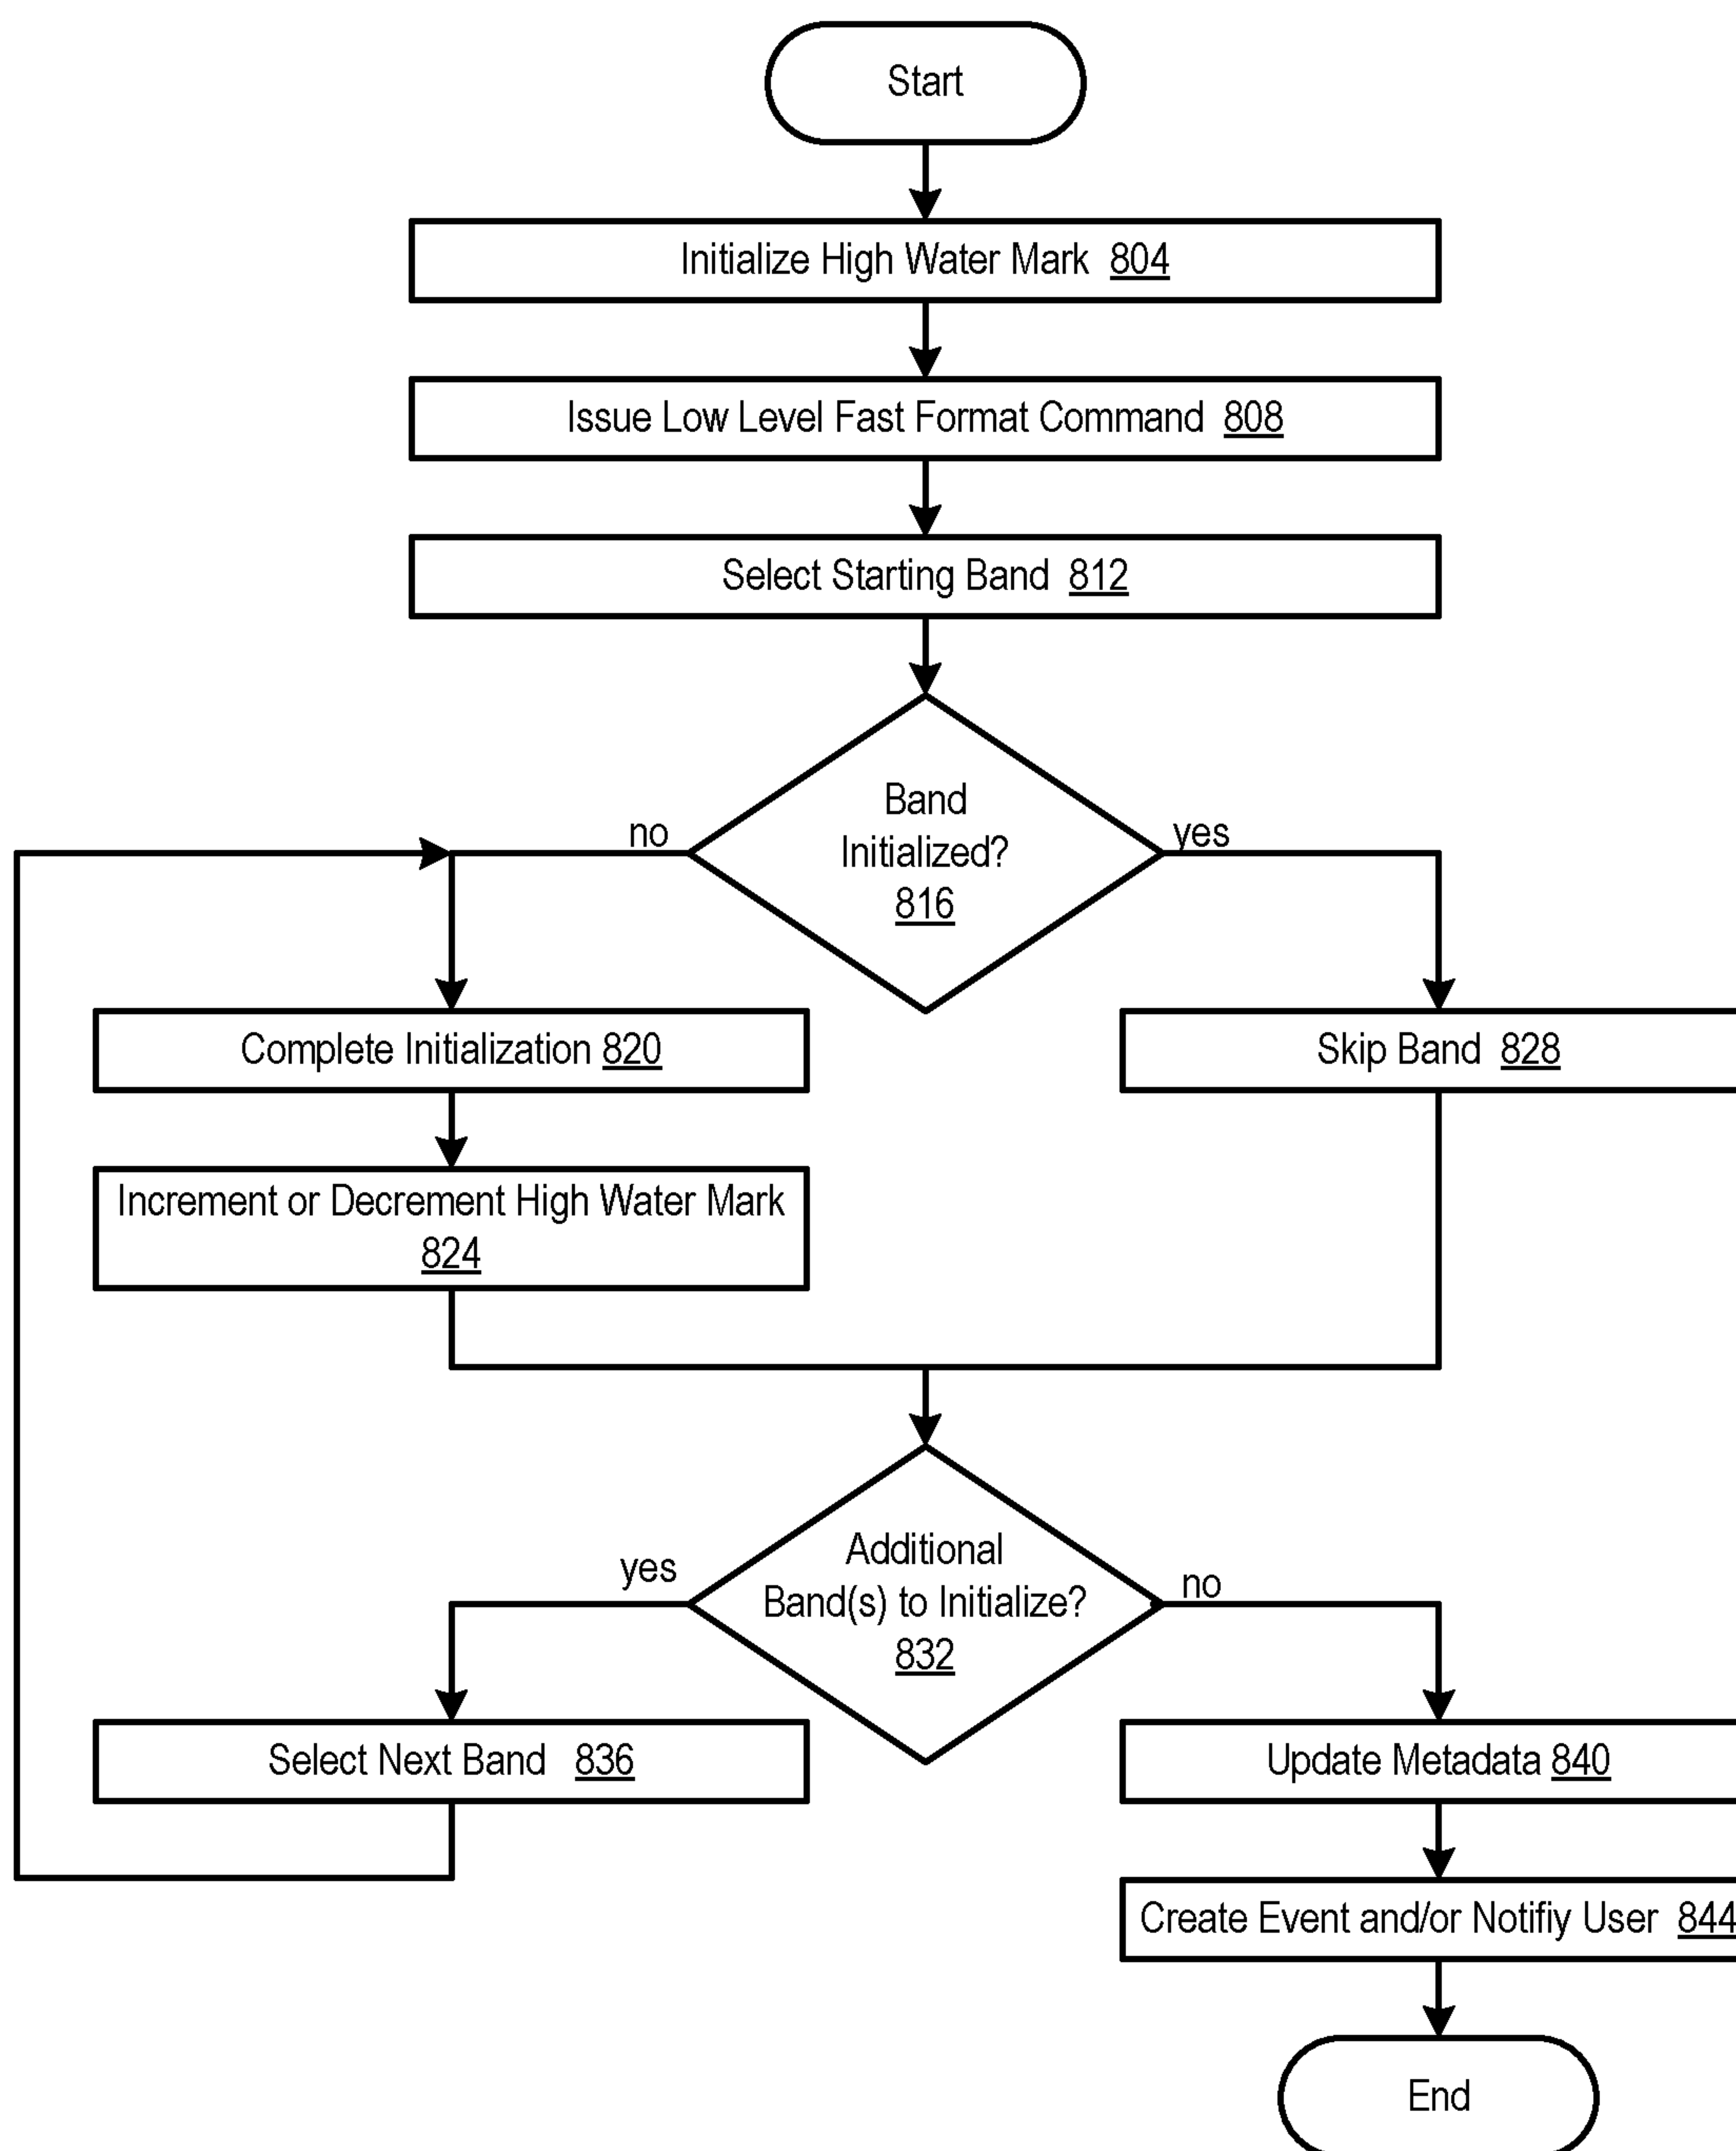 Start
Initialize High Water Mark 804
Issue Low Level Fast Format Command 808
Select Starting Band 812
Band
Initialized?
816
no
yes
Complete Initialization 820
Skip Band 828
Increment or Decrement High Water Mark
824
Additional
Band(s) to Initialize?
832
yes
no
Select Next Band 836
Update Metadata 840
Create Event and/or Notifiy User 844
End